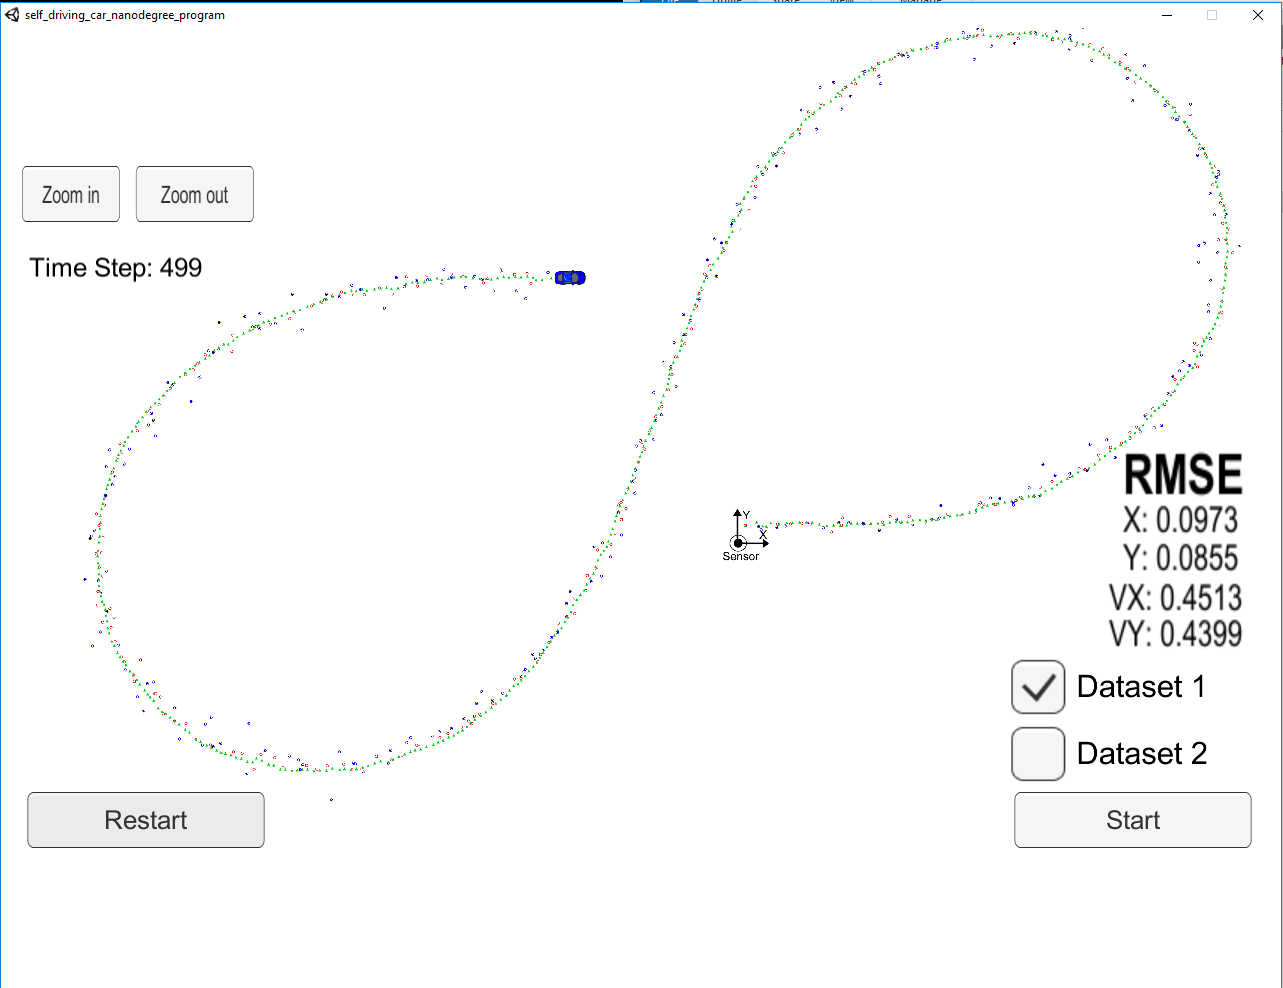 self_driving_car_nanodegree_program
Zoom in
Zoom out
Time Step: 499
Y
X
Sensor
RMSE
X: 0.0973
Y: 0.0855
VX: 0.4513
VY: 0.4399
Dataset 1
Dataset 2
Restart
Start